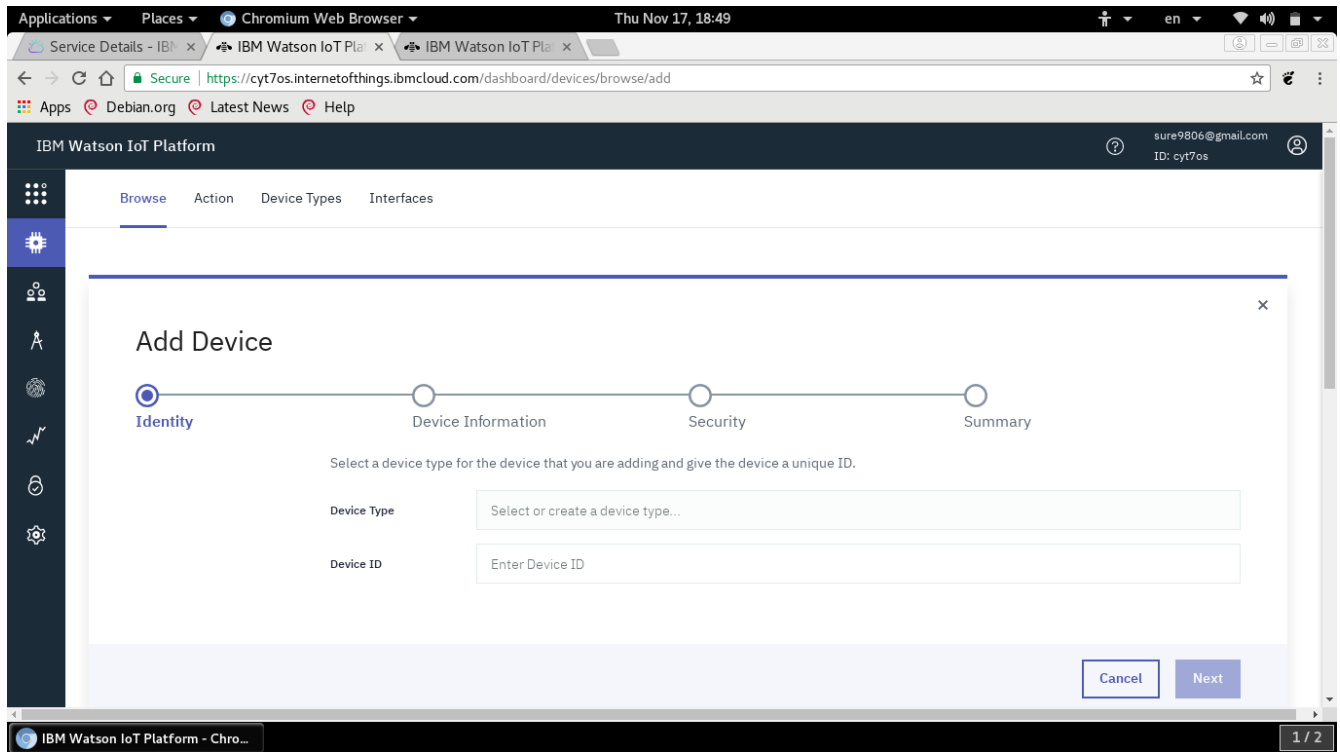 Applications Places Chromium Web Browser Thu Nov 17, 18:49 en
Service Details - IBM IBM Watson IoT Pla IBM Watson IoT Pla
Secure https://cyt7os.internetofthings.ibmcloud.com/dashboard/devices/browse/add
Apps Debian.org Latest News Help
IBM Watson IoT Platform
sure9806@gmail.com
ID: cyt7os
Browse Action Device Types Interfaces
Add Device
Identity Device Information Security Summary
Select a device type for the device that you are adding and give the device a unique ID.
Device Type Select or create a device type...
Device ID Enter Device ID
Cancel Next
IBM Watson IoT Platform - Chro... 1 / 2